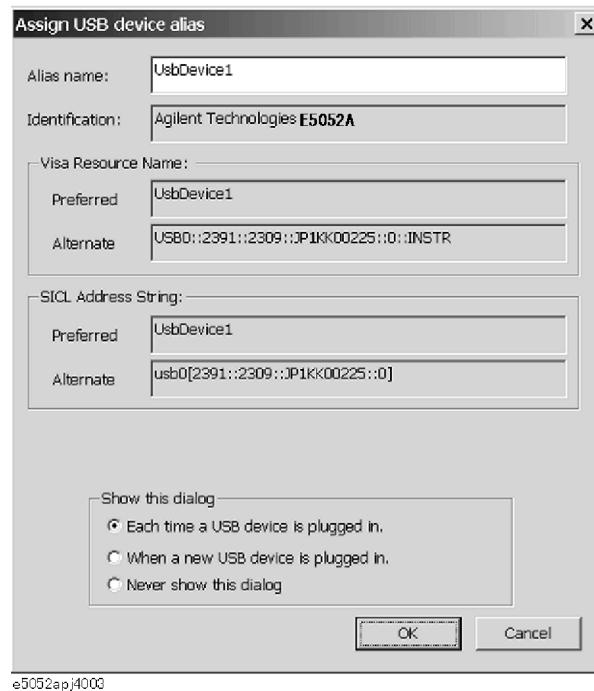 Assign USB device alias
Alias name: UsbDevice1
Identification: Agilent Technologies E5052A
Visa Resource Name:
Preferred UsbDevice1
Alternate USB0::2391::2309::JP1KK00225::0::INSTR
SICL Address String:
Preferred UsbDevice1
Alternate usb0[2391::2309::JP1KK00225::0]
Show this dialog
Each time a USB device is plugged in.
When a new USB device is plugged in.
Never show this dialog
OK Cancel
e5052apj4003